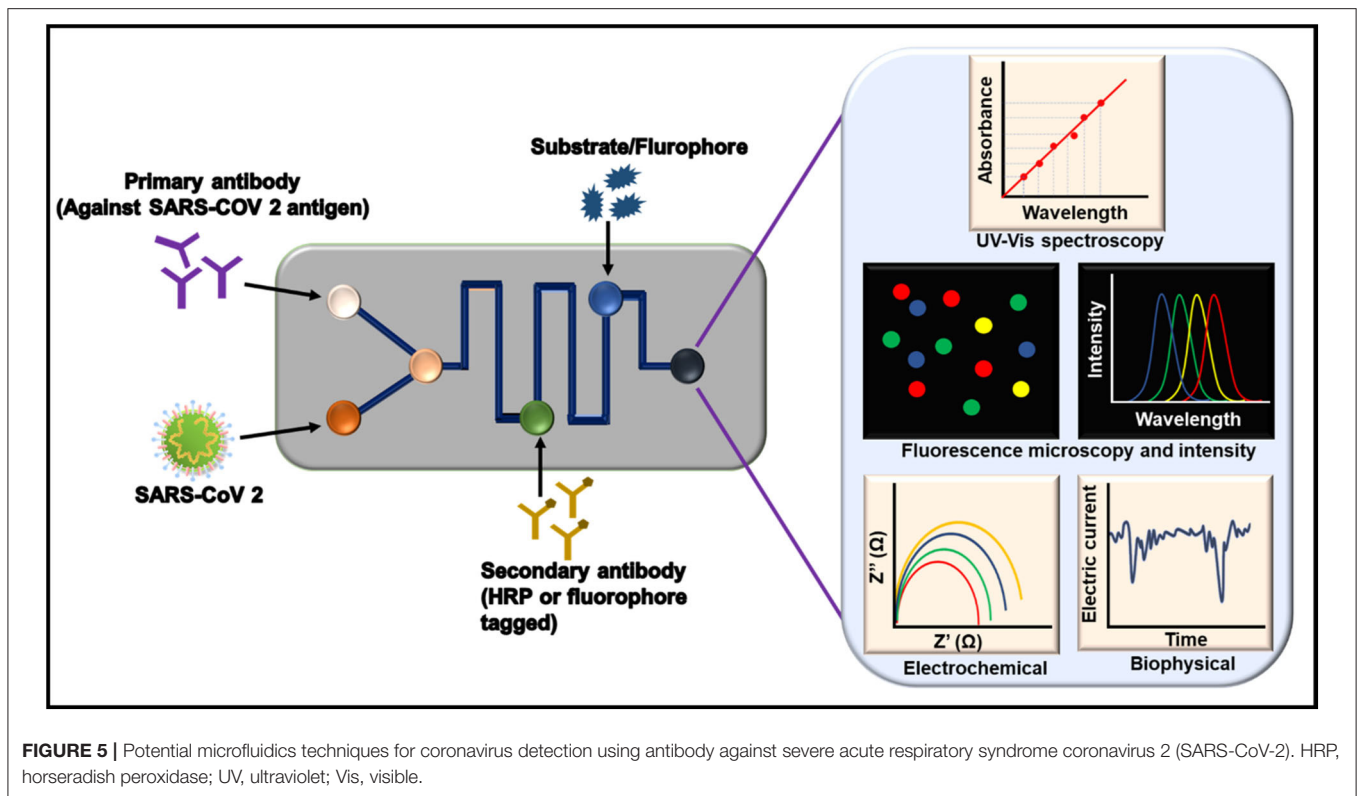 Substrate/Flurophore
Primary antibody
(Against SARS-COV 2 antigen)
SARS-CoV 2
Secondary antibody
(HRP or fluorophore
tagged)
Absorbance
Wavelength
UV-Vis spectroscopy
Intensity
Wavelength
Fluorescence microscopy and intensity
Z'' (Ω)
Z' (Ω)
Electrochemical
Electric current
Time
Biophysical
FIGURE 5 | Potential microfluidics techniques for coronavirus detection using antibody against severe acute respiratory syndrome coronavirus 2 (SARS-CoV-2). HRP,
horseradish peroxidase; UV, ultraviolet; Vis, visible.